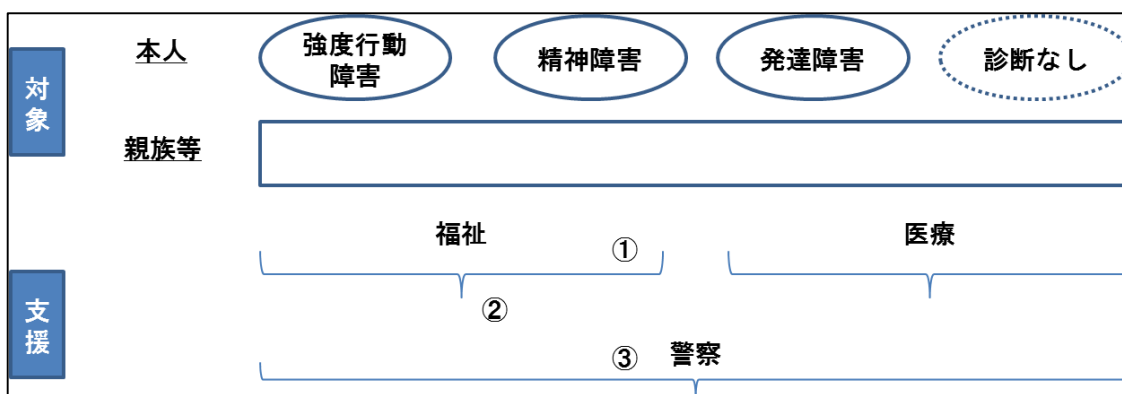 対象
本人
強度行動
障害
精神障害
発達障害
診断なし
親族等
支援
福祉
①
医療
②
③
警察